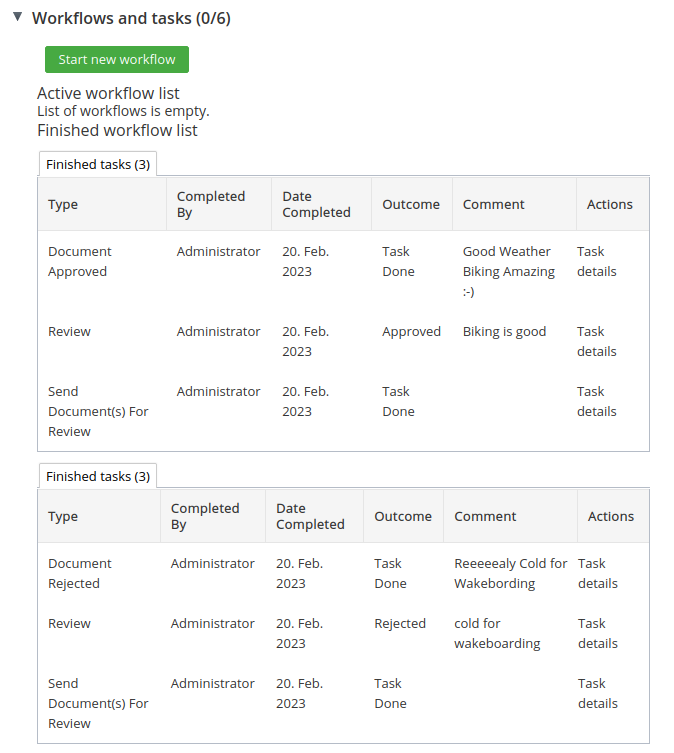 Workflows and tasks (0/6)
Start new workflow
Active workflow list
List of workflows is empty.
Finished workflow list
Finished tasks (3)
Type Completed By Date Completed Outcome Comment Actions
Document Approved Administrator 20. Feb. 2023 Task Done Good Weather Biking Amazing :-) Task details
Review Administrator 20. Feb. 2023 Approved Biking is good Task details
Send Document(s) For Review Administrator 20. Feb. 2023 Task Done Task details
Finished tasks (3)
Type Completed By Date Completed Outcome Comment Actions
Document Rejected Administrator 20. Feb. 2023 Task Done Reeeeealy Cold for Wakebording Task details
Review Administrator 20. Feb. 2023 Rejected cold for wakeboarding Task details
Send Document(s) For Review Administrator 20. Feb. 2023 Task Done Task details